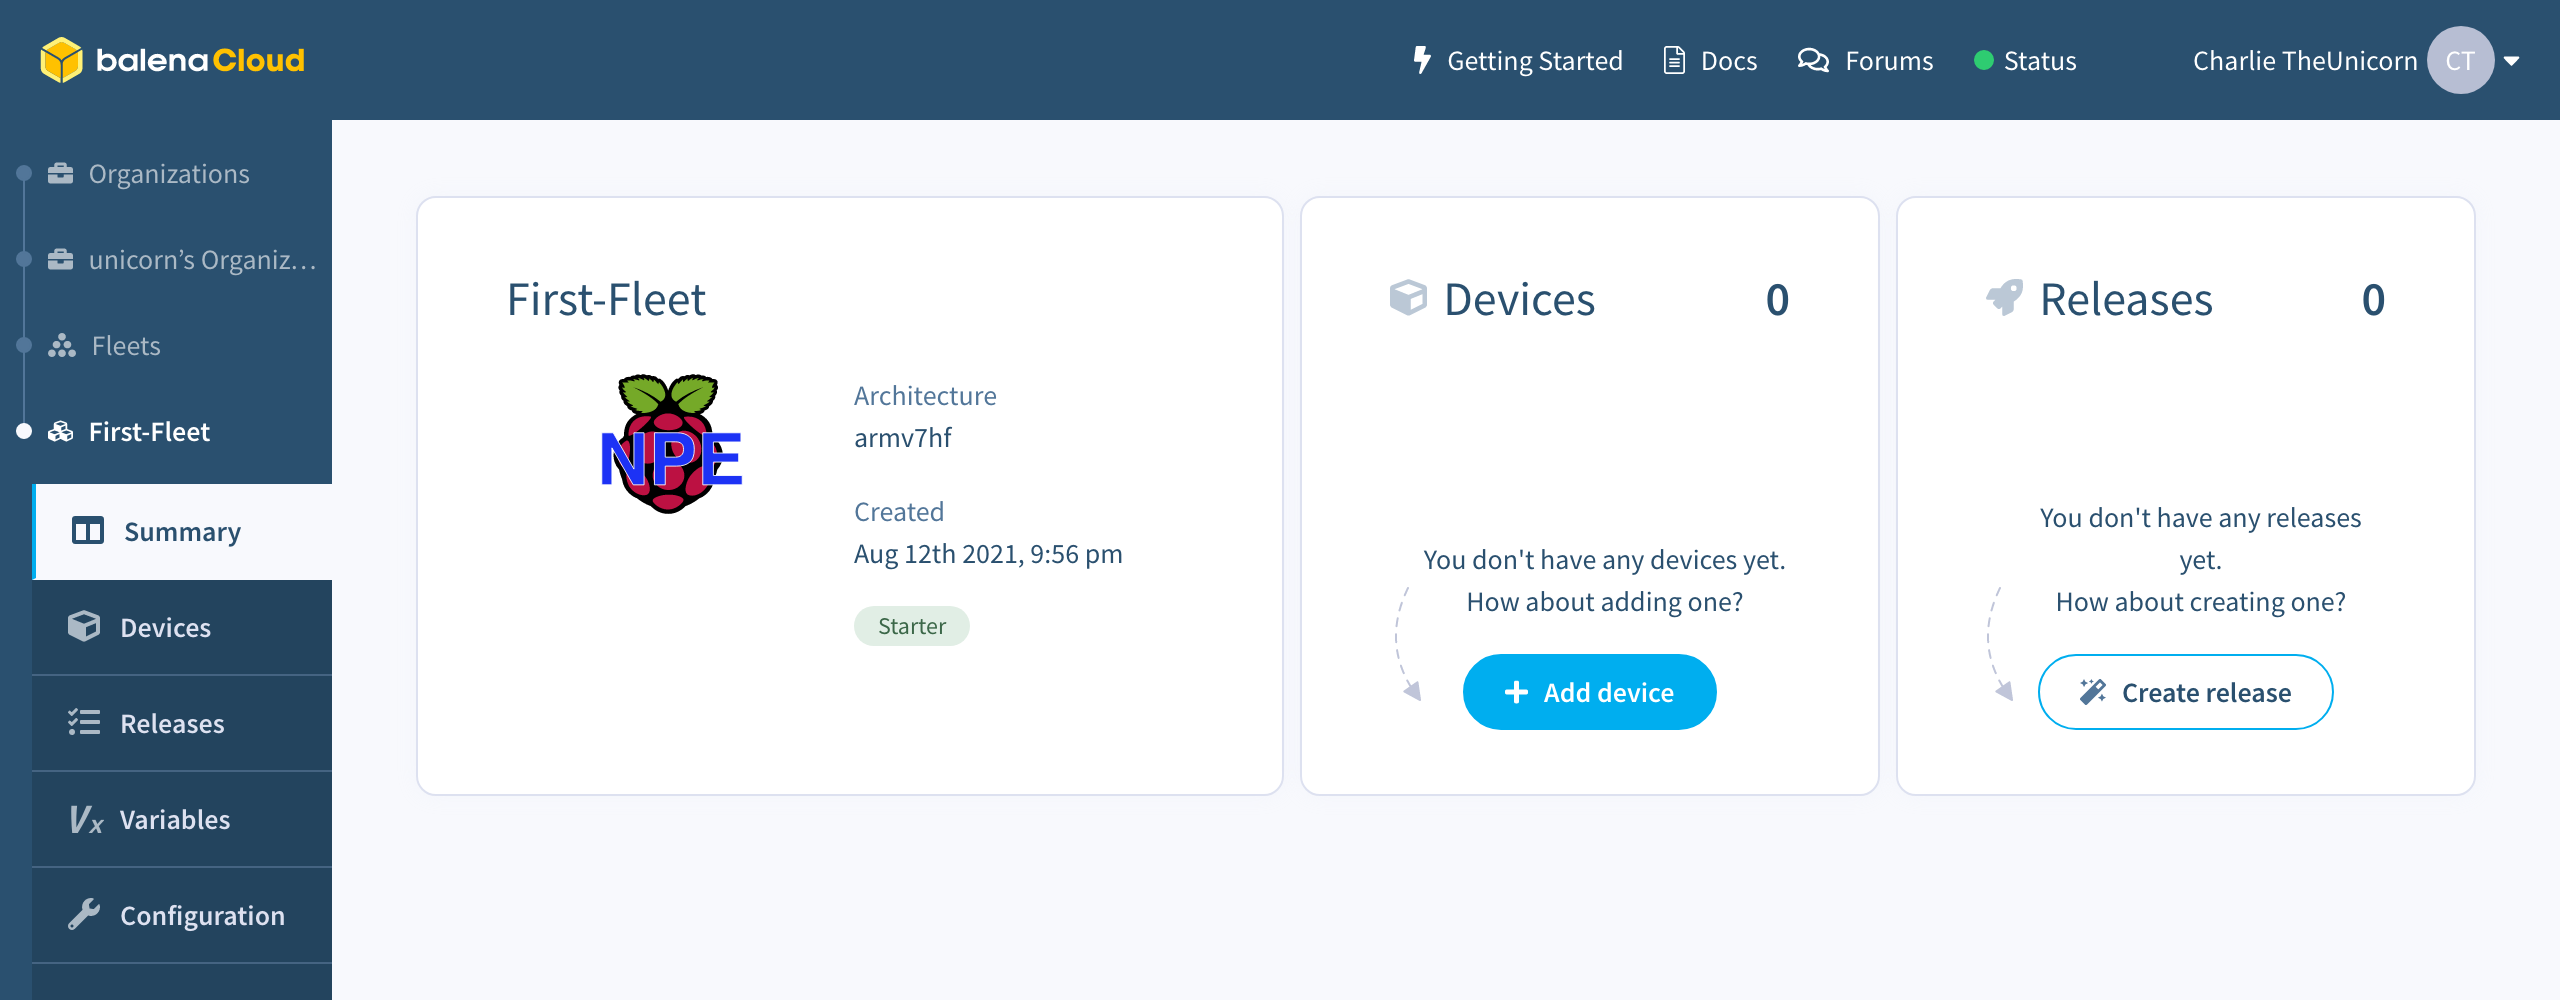 balenaCloud
Getting Started
Docs
Forums
Status
Charlie TheUnicorn
CT
Organizations
unicorn’s Organiz…
Fleets
First-Fleet
Summary
Devices
Releases
Vx
Variables
Configuration
First-Fleet
NPE
Architecture
armv7hf
Created
Aug 12th 2021, 9:56 pm
Starter
Devices
0
You don't have any devices yet.
How about adding one?
Add device
Releases
0
You don't have any releases
yet.
How about creating one?
Create release